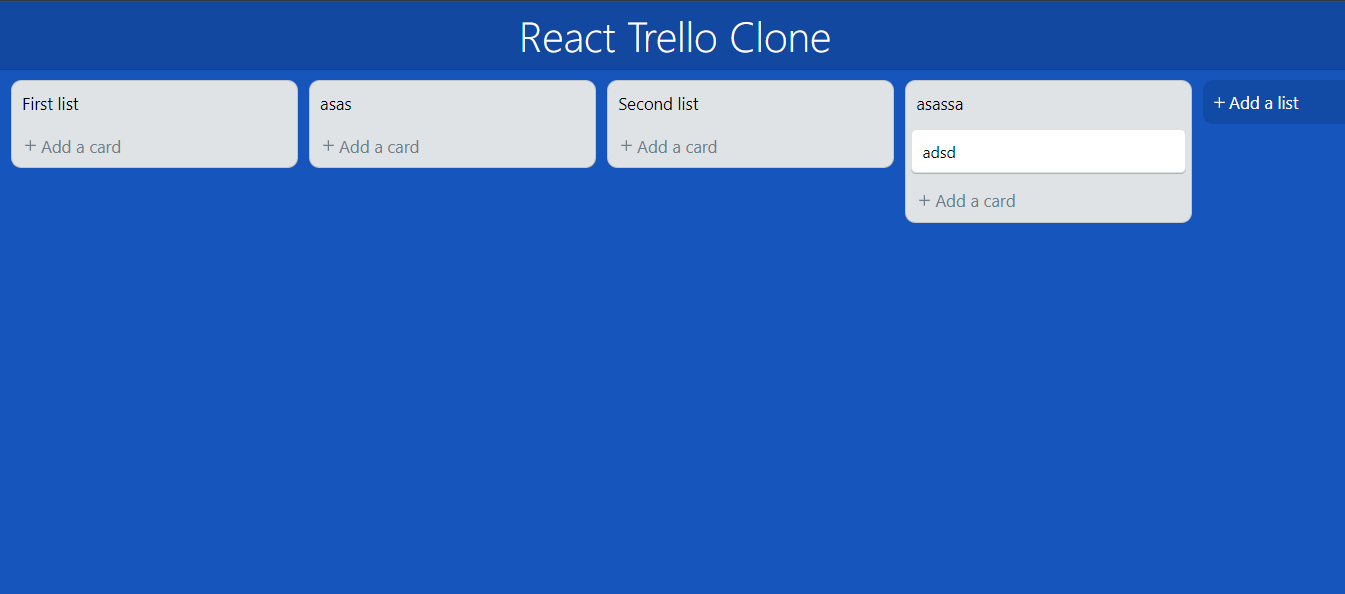 React Trello Clone
First list
+ Add a card
asas
+ Add a card
Second list
+ Add a card
asassa
adsd
+ Add a card
+ Add a list